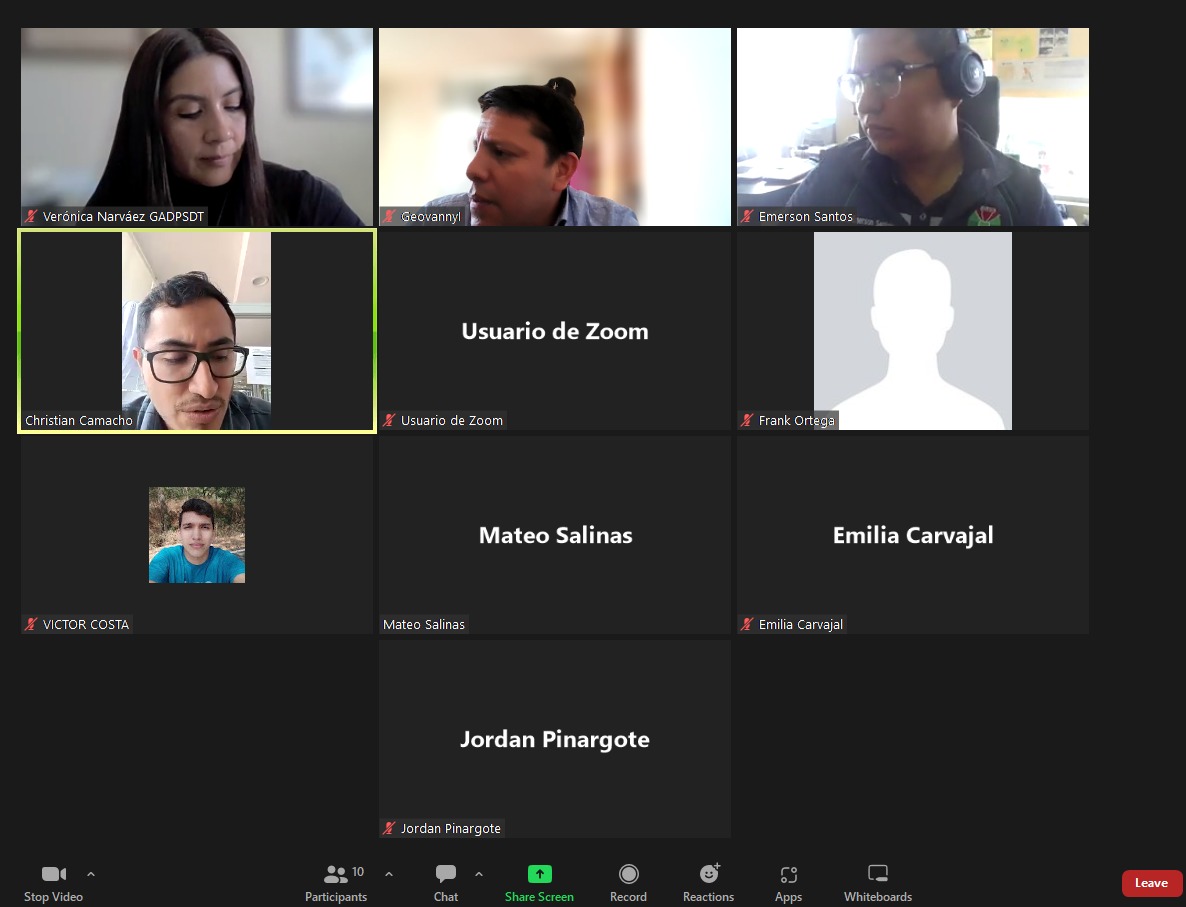 Verónica Narváez GADPSDT
Geovannyl
Emerson Santos
Christian Camacho
Usuario de Zoom
Usuario de Zoom
Frank Ortega
VICTOR COSTA
Mateo Salinas
Mateo Salinas
Emilia Carvajal
Emilia Carvajal
Jordan Pinargote
Jordan Pinargote
Stop Video
10
Participants
Chat
Share Screen
Record
Reactions
Apps
Whiteboards
Leave